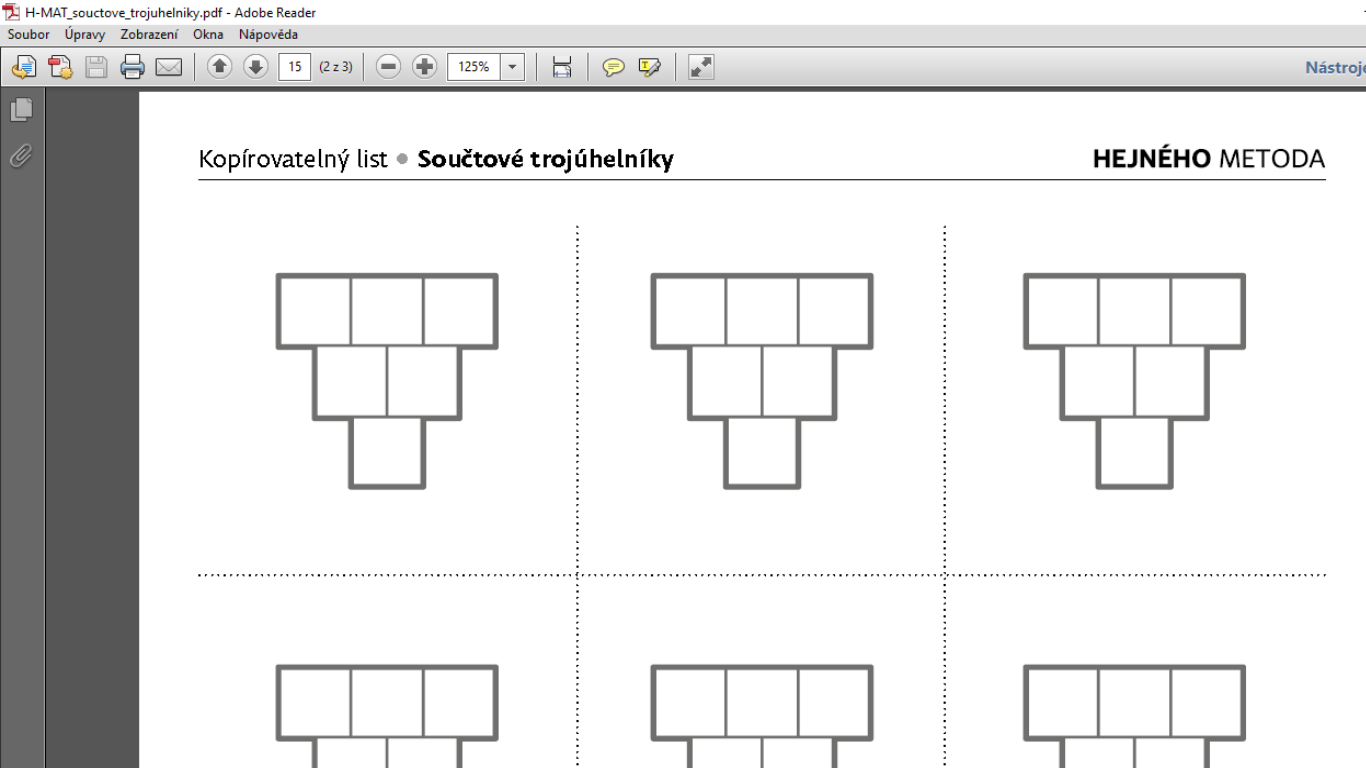 H-MAT_souctove_trojuhelniky.pdf - Adobe Reader
Soubor Úpravy Zobrazení Okna Nápověda
15 (2 z 3) 125%
Nástroje
Kopírovatelný list • Součtové trojúhelníky
HEJNÉHO METODA